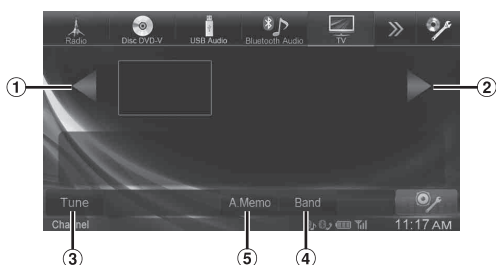 Radio Disc DVD-V USB Audio Bluetooth Audio TV
1 2
Tune A.Memo Band
Channel 11:17 AM
3 5 4